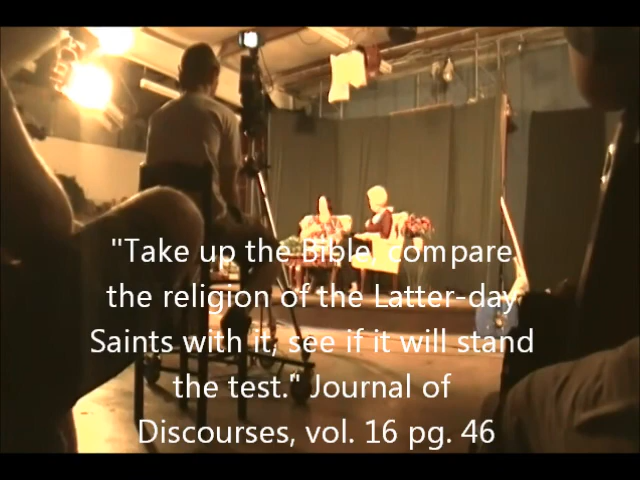 "Take up the Bible, compare
the religion of the Latter-day
Saints with it, see if it will stand
the test." Journal of
Discourses, vol. 16 pg. 46